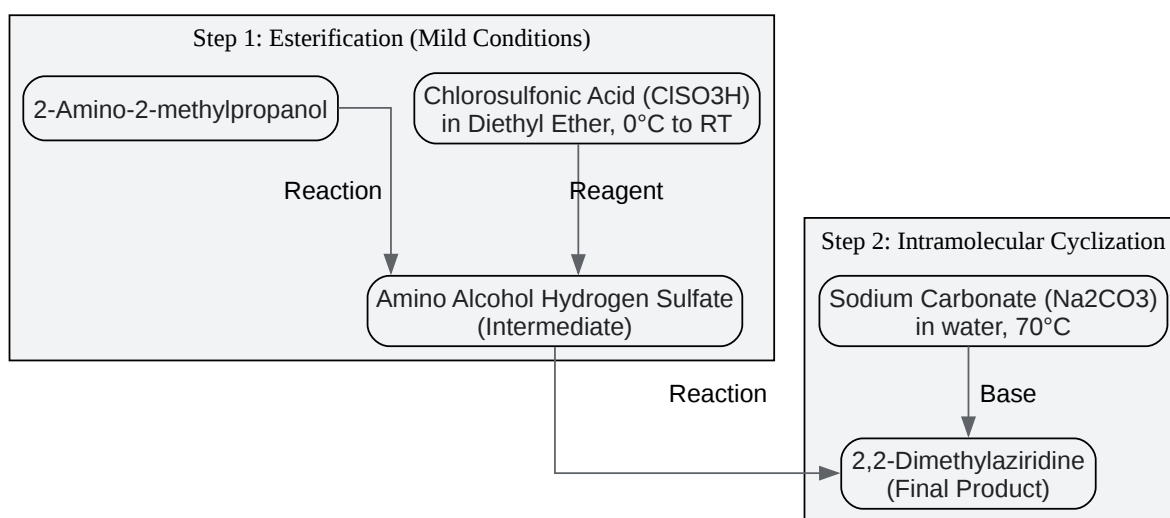 Step 1: Esterification (Mild Conditions)
2-Amino-2-methylpropanol
Chlorosulfonic Acid (ClSO3H)
in Diethyl Ether, 0°C to RT
Reaction
Reagent
Amino Alcohol Hydrogen Sulfate
(Intermediate)
Step 2: Intramolecular Cyclization
Sodium Carbonate (Na2CO3)
in water, 70°C
Reaction
Base
2,2-Dimethylaziridine
(Final Product)